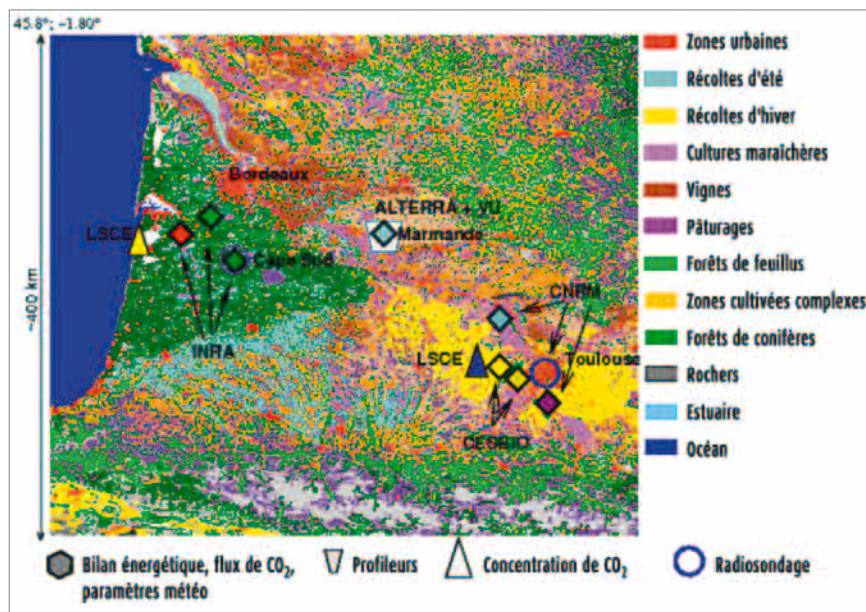 45.8°; –1.80°
~400 km
Bordeaux
ALTERRA + VU
Marmande
LSCE
Cape Sud
INRA
CNRM
LSCE
Toulouse
CESBIO
Zones urbaines
Récoltes d'été
Récoltes d'hiver
Cultures maraîchères
Vignes
Pâturages
Forêts de feuillus
Zones cultivées complexes
Forêts de conifères
Rochers
Estuaire
Océan
Bilan énergétique, flux de CO₂,
paramètres météo
Profileurs
Concentration de CO₂
Radiosondage